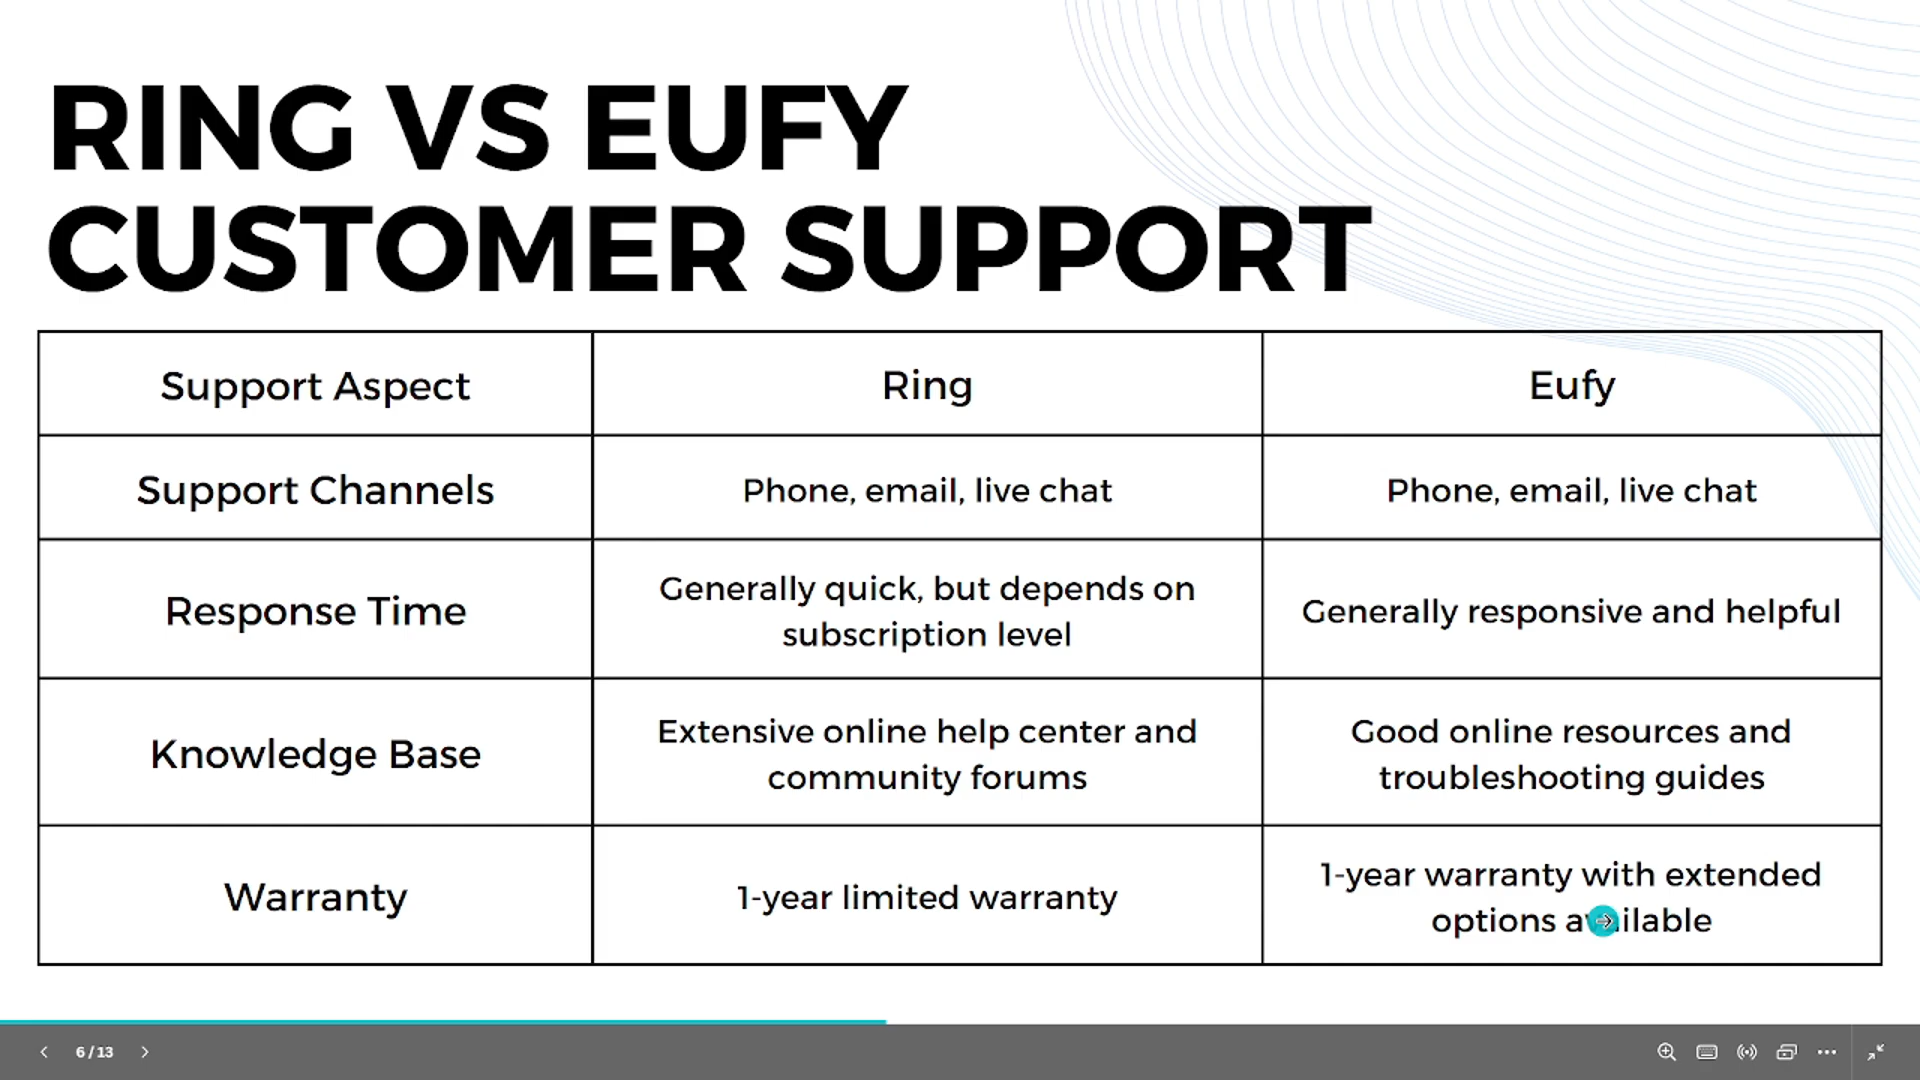 RING VS EUFY
CUSTOMER SUPPORT
Support Aspect
Ring
Eufy
Support Channels
Phone, email, live chat
Phone, email, live chat
Response Time
Generally quick, but depends on
subscription level
Generally responsive and helpful
Knowledge Base
Extensive online help center and
community forums
Good online resources and
troubleshooting guides
Warranty
1-year limited warranty
1-year warranty with extended
options available
6 / 13